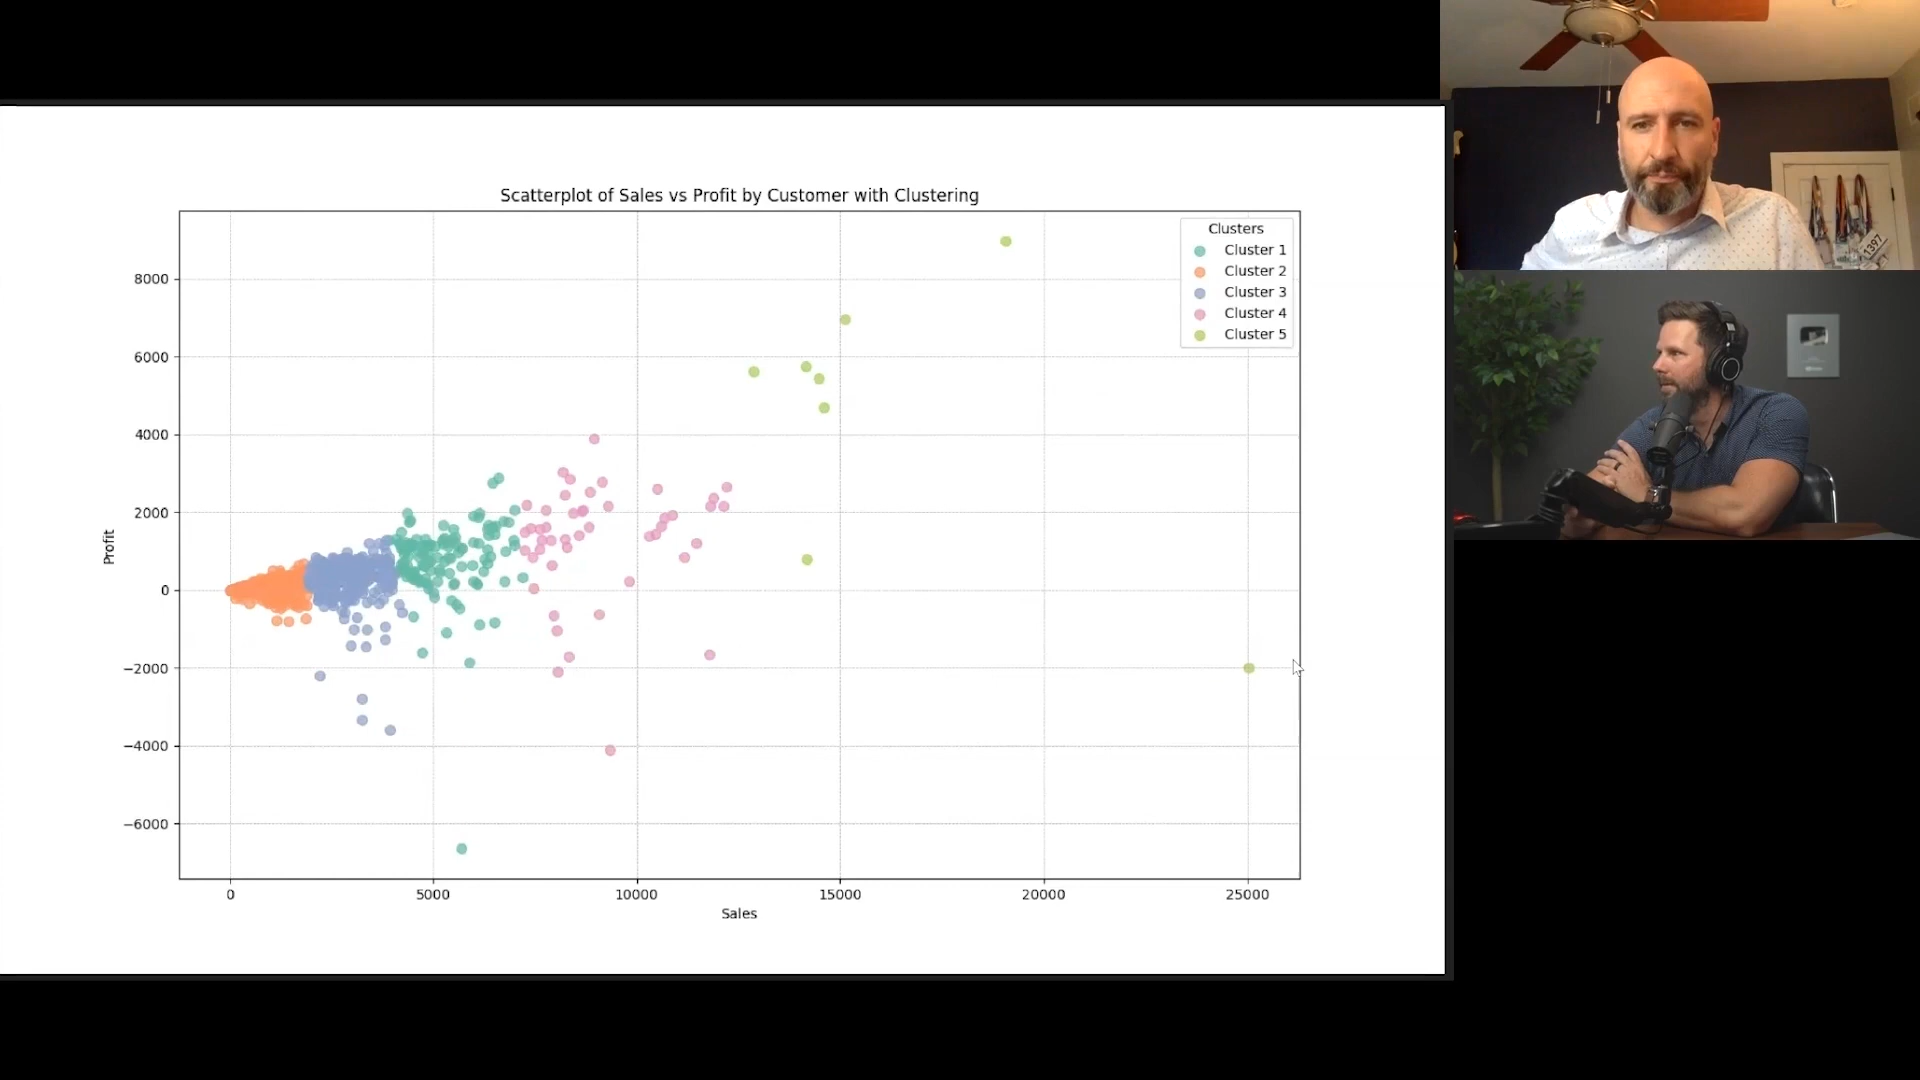 Scatterplot of Sales vs Profit by Customer with Clustering
Clusters
Cluster 1
Cluster 2
Cluster 3
Cluster 4
Cluster 5
Profit
8000
6000
4000
2000
0
−2000
−4000
−6000
0
5000
10000
15000
20000
25000
Sales
1397